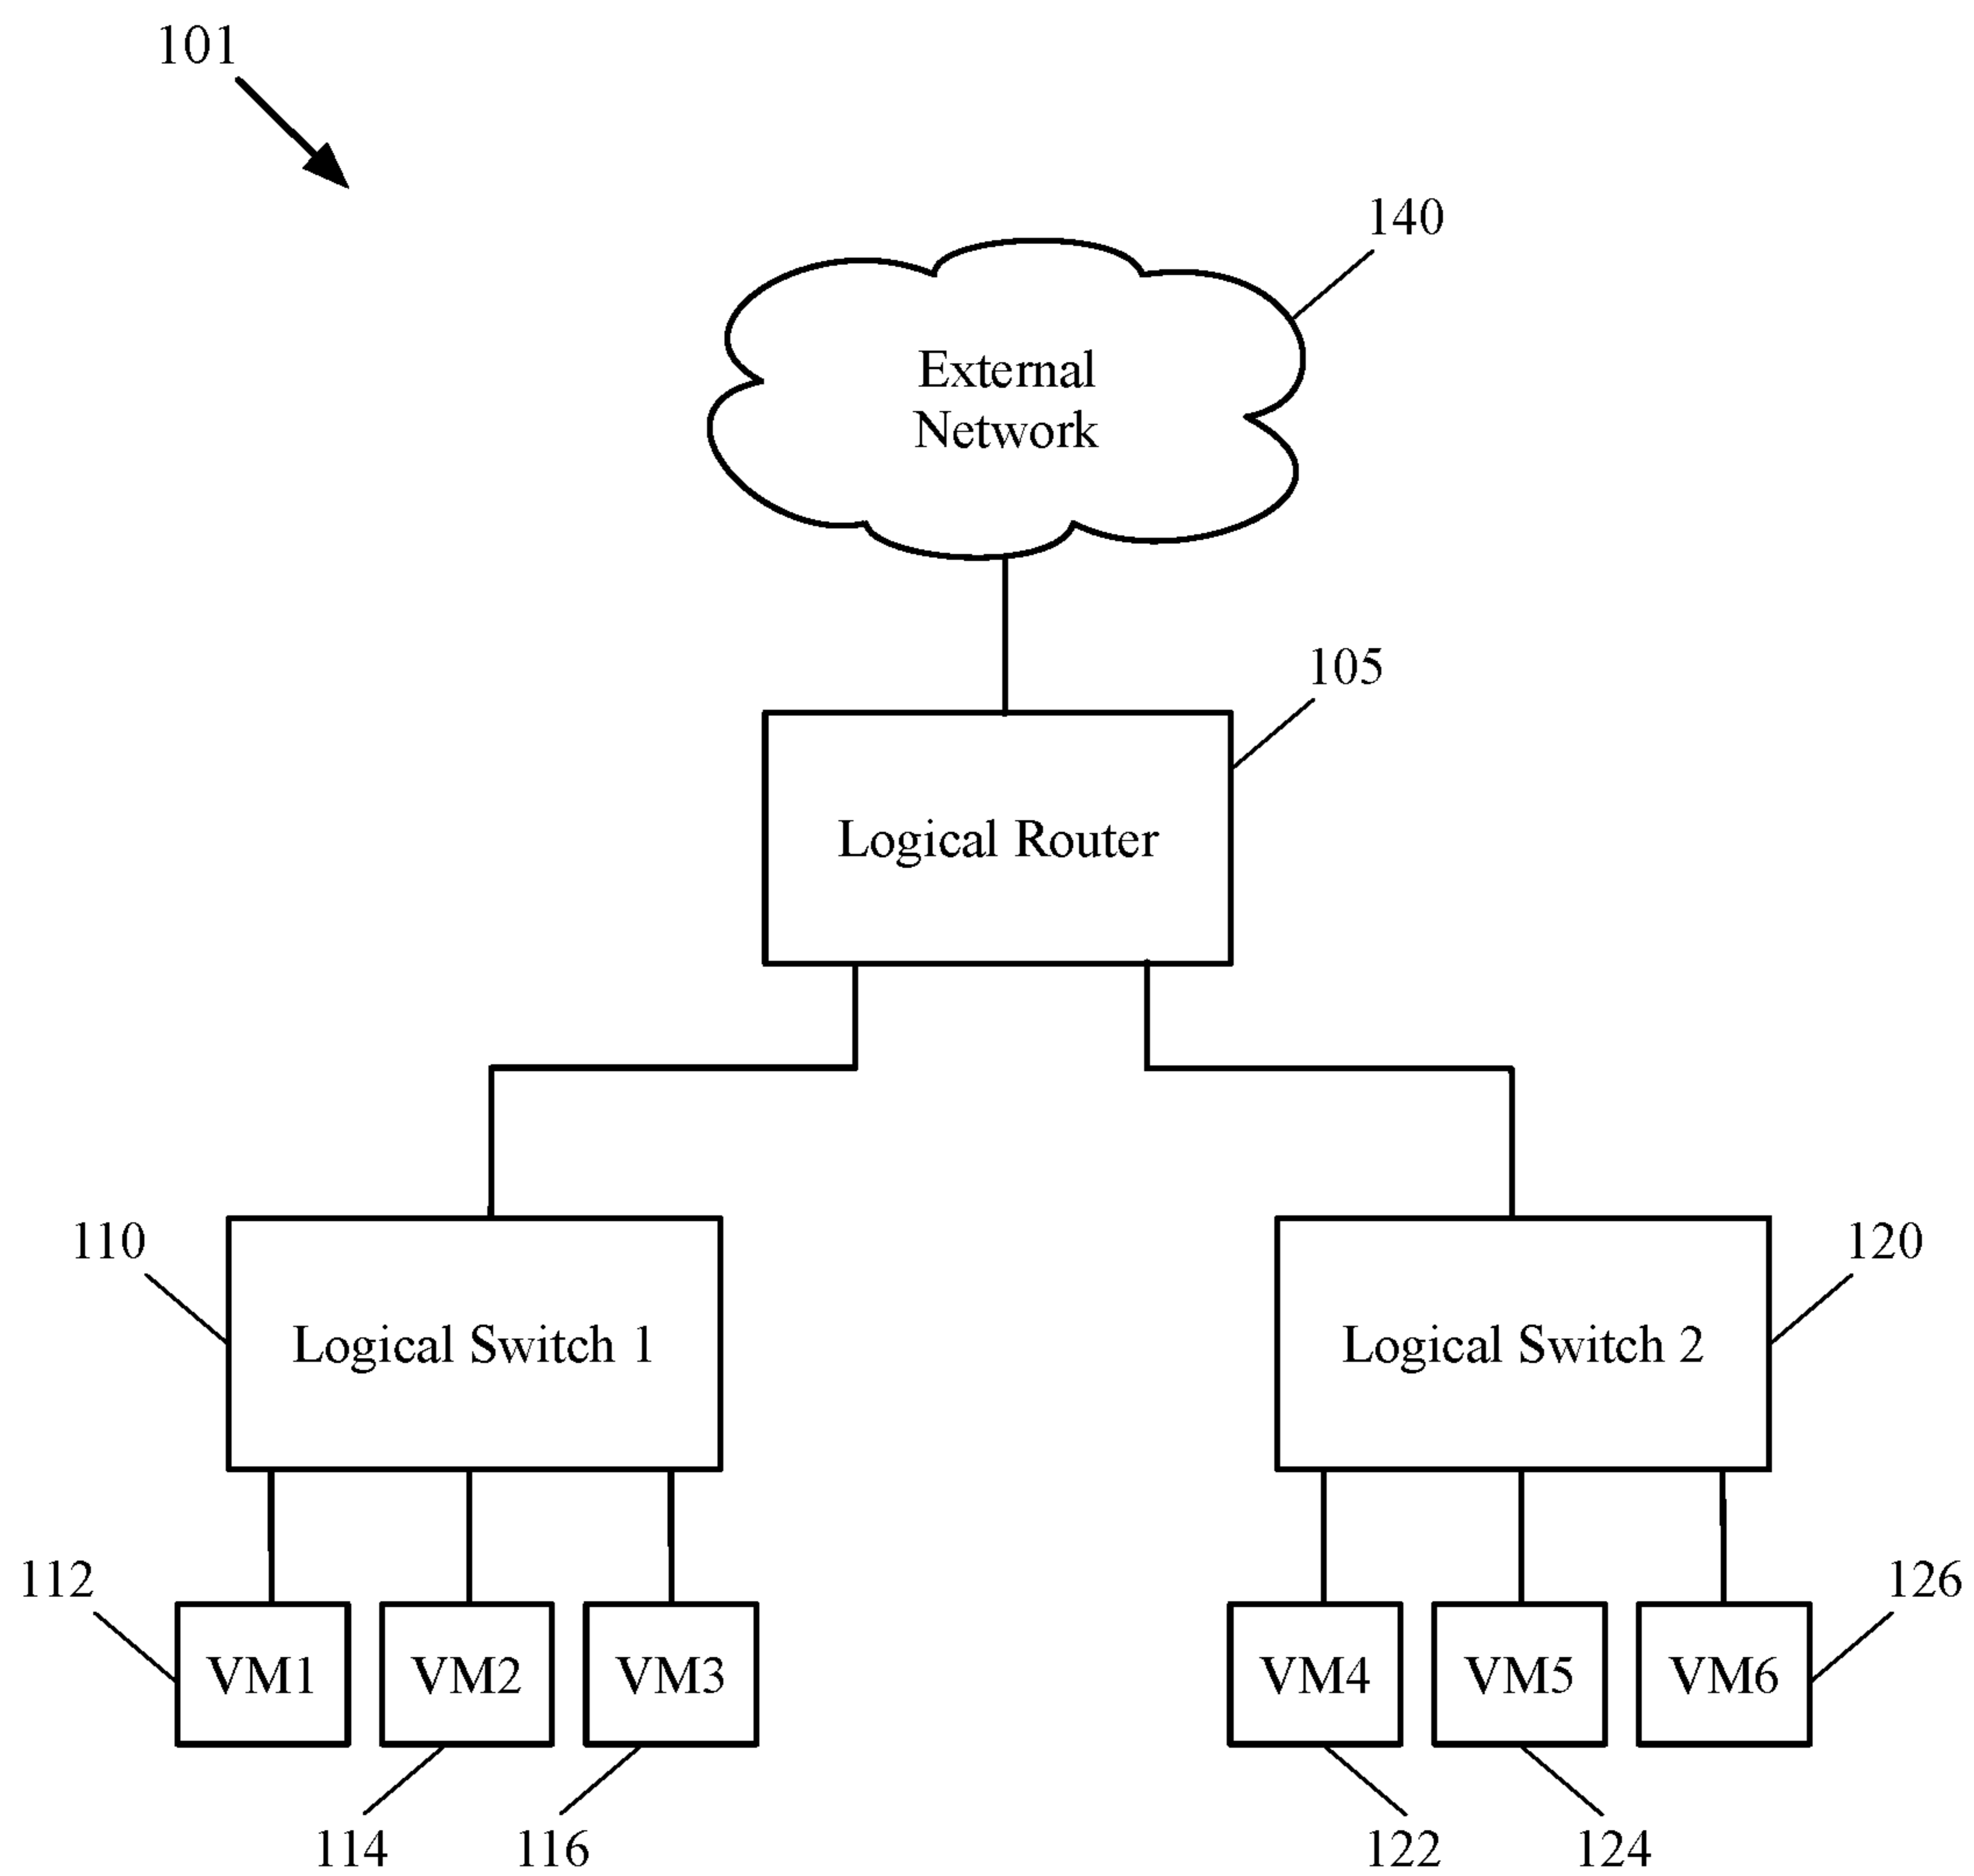 101
140
External
Network
105
Logical Router
110
120
Logical Switch 1
Logical Switch 2
112
126
VM1
VM2
VM3
VM4
VM5
VM6
114
116
122
124